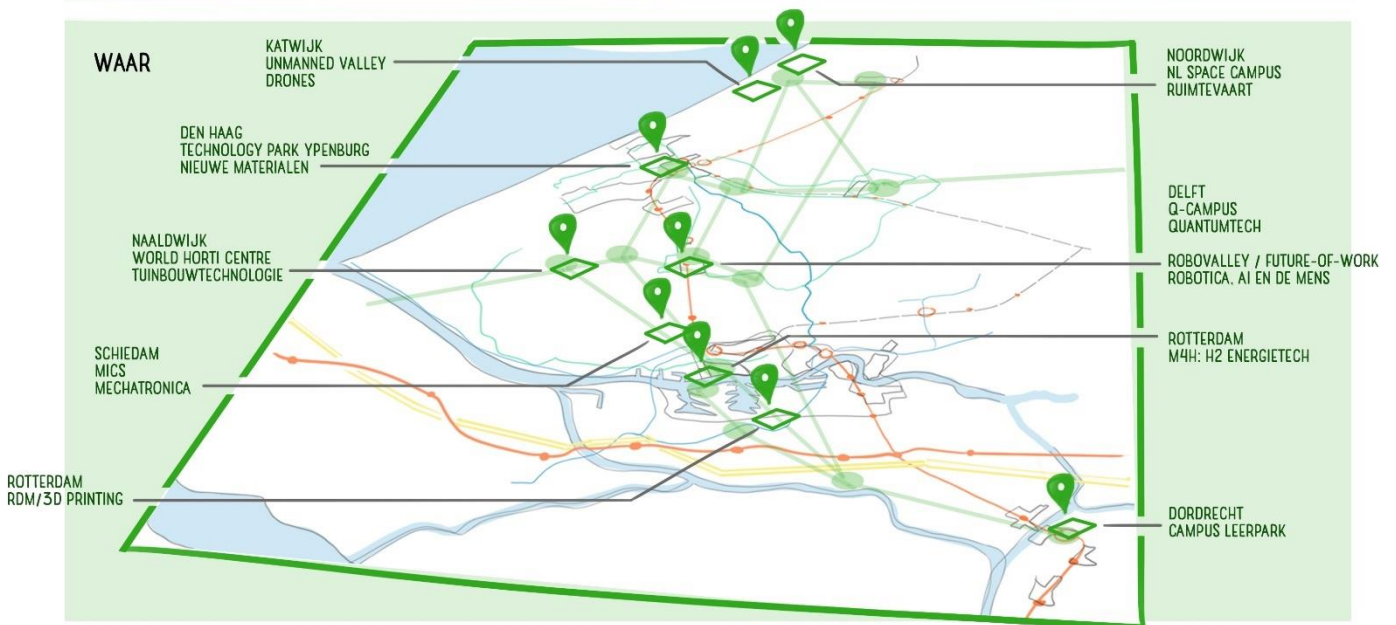 WAAR
KATWIJK
UNMANNED VALLEY
DRONES
NOORDWIJK
NL SPACE CAMPUS
RUIMTEVAART
DEN HAAG
TECHNOLOGY PARK YPENBURG
NIEUWE MATERIALEN
DELFT
Q-CAMPUS
QUANTUMTECH
NAALDWIJK
WORLD HORTI CENTRE
TUINBOUWTECHNOLOGIE
ROBOVALLEY / FUTURE-OF-WORK
ROBOTICA, AI EN DE MENS
SCHIEDAM
MICS
MECHATRONICA
ROTTERDAM
M4H: H2 ENERGIETECH
ROTTERDAM
RDM/3D PRINTING
DORDRECHT
CAMPUS LEERPARK